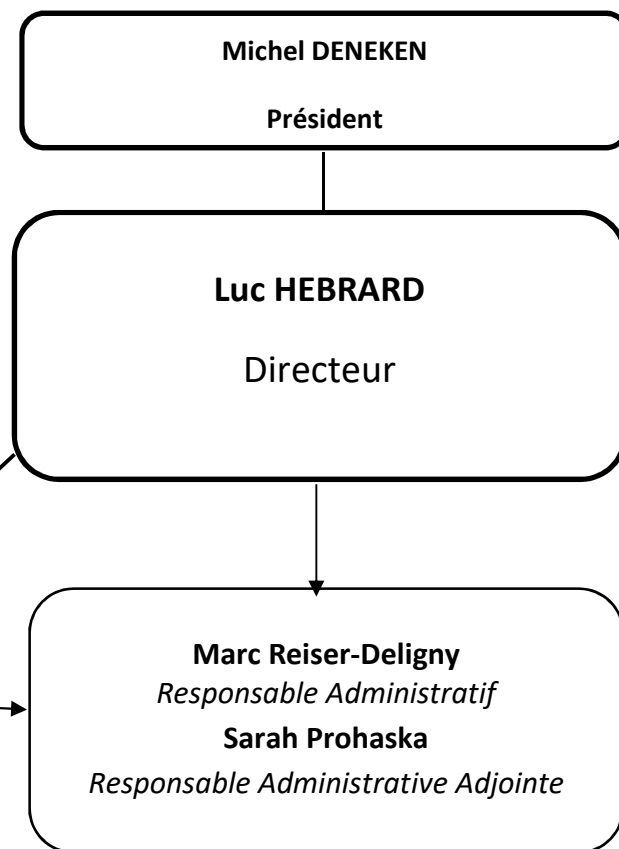 Michel DENEKEN
Président
Luc HEBRARD
Directeur
Marc Reiser-Deligny
Responsable Administratif
Sarah Prohaska
Responsable Administrative Adjointe